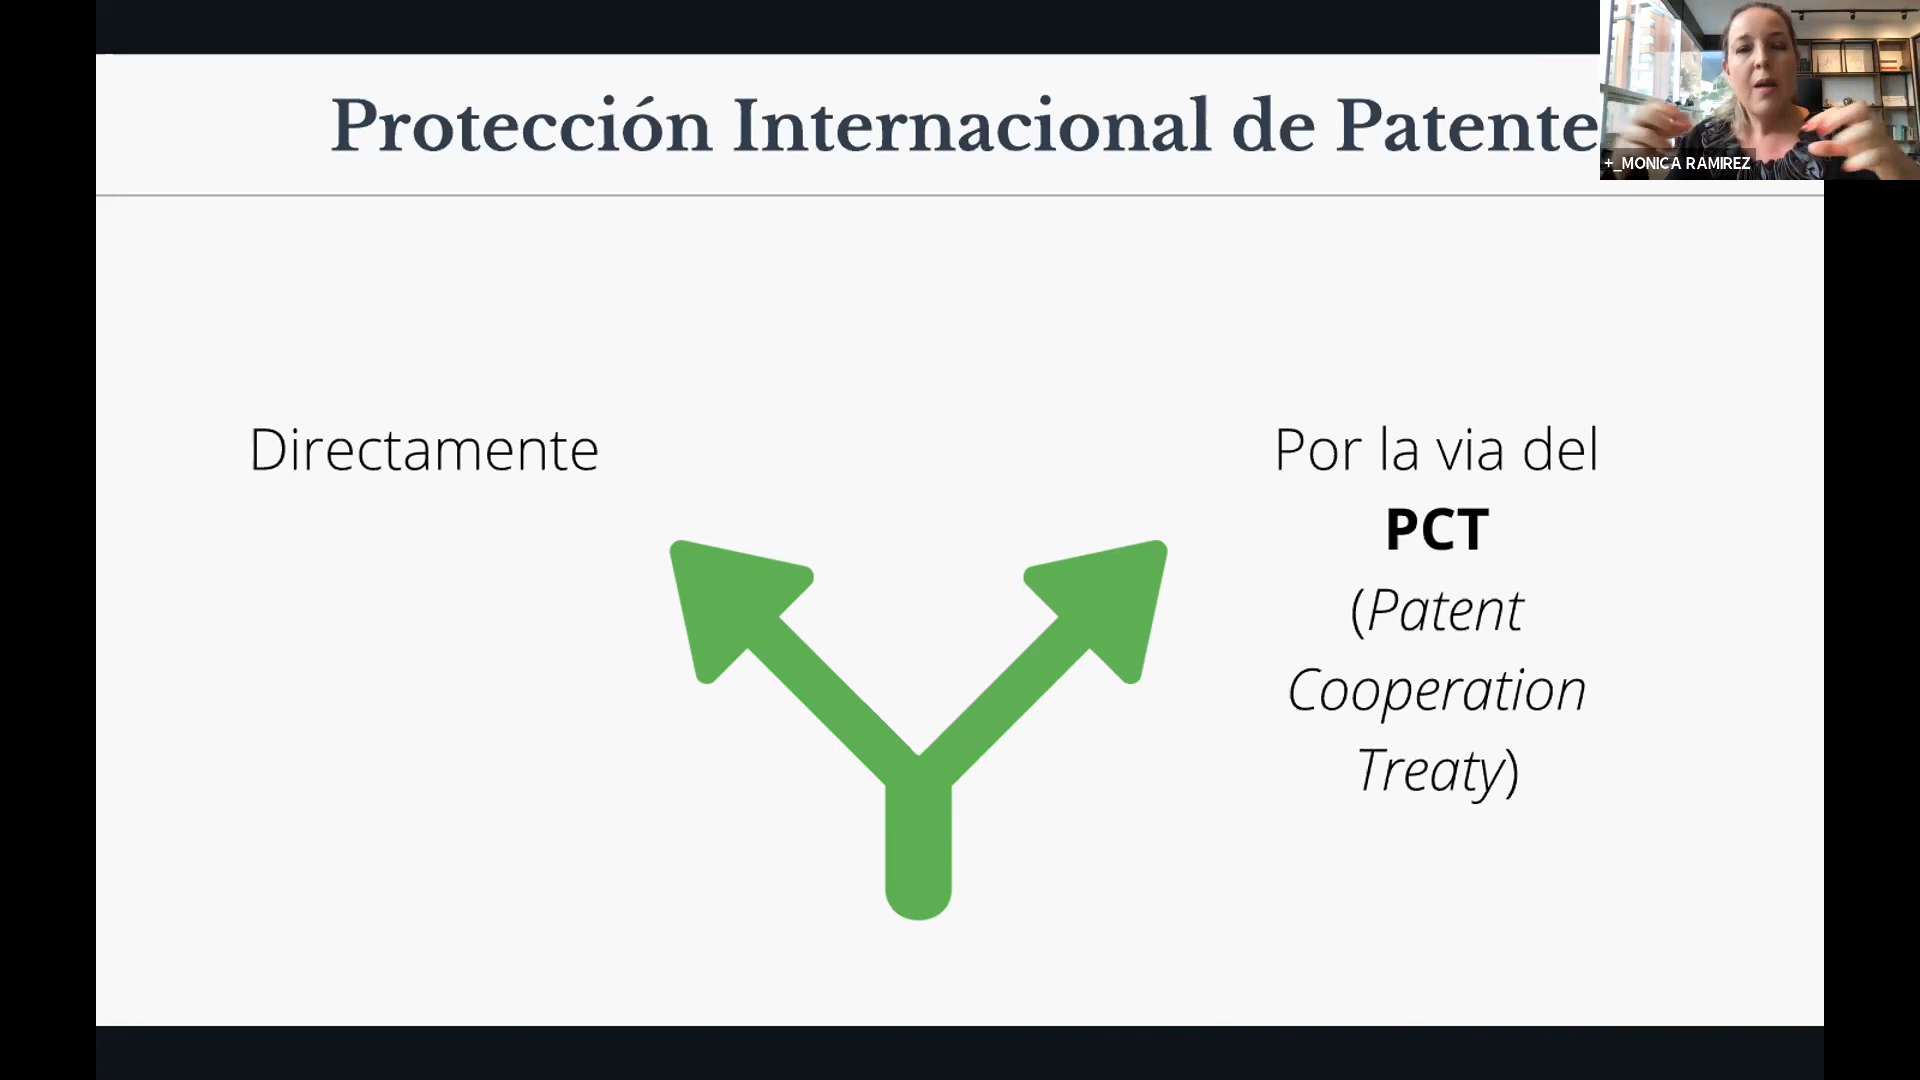 Protección Internacional de Patente
+_MONICA RAMIREZ
Directamente
Por la via del
PCT
(Patent
Cooperation
Treaty)